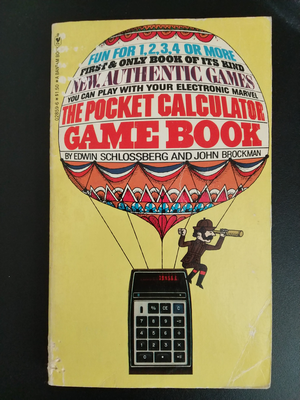 FUN FOR 1,2,3,4 OR MORE
FIRST & ONLY BOOK OF ITS KIND
NEW, AUTHENTIC GAMES
YOU CAN PLAY WITH YOUR ELECTRONIC MARVEL
THE POCKET CALCULATOR
GAME BOOK
BY EDWIN SCHLOSSBERG AND JOHN BROCKMAN